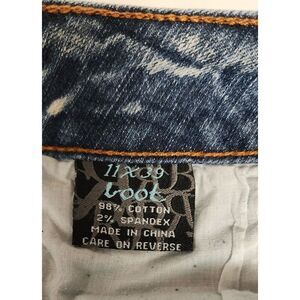 11X39
boot
98% COTTON
2% SPANDEX
MADE IN CHINA
CARE ON REVERSE